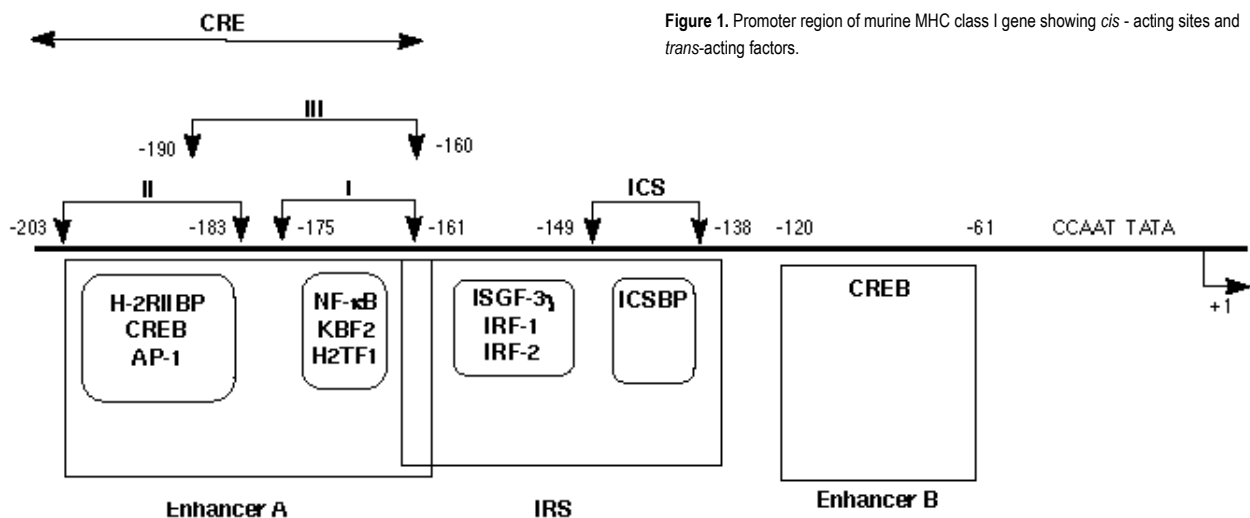 CRE
Figure 1. Promoter region of murine MHC class I gene showing cis - acting sites and
trans-acting factors.
III
-190
-160
II
I
ICS
-203
-183
-175
-161
-149
-138
-120
-61
CCAAT TATA
H-2RIIBP
CREB
AP-1
NF-κB
KBF2
H2TF1
ISGF-3γ
IRF-1
IRF-2
ICSBP
CREB
+1
Enhancer A
IRS
Enhancer B